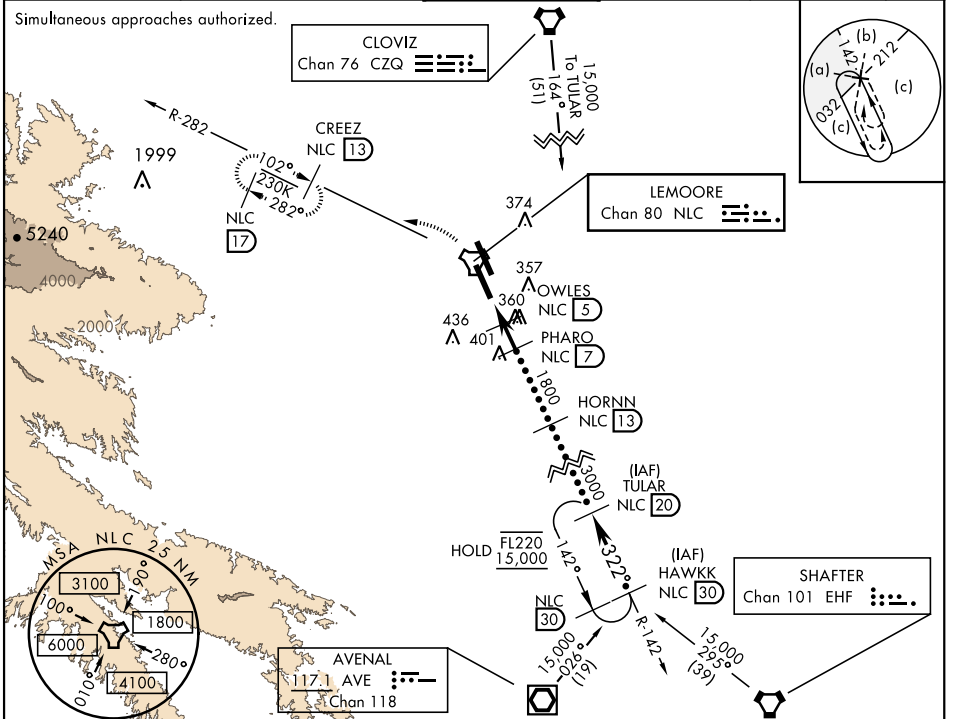 Simultaneous approaches authorized.
CLOVIZ
Chan 76 CZQ
15,000
To TULAR
164°
(51)
(a)
(b)
(c)
(c)
142
212
032
R-282
CREEZ
NLC 13
102°
230K
282°
NLC
17
1999
5240
4000
2000
374
LEMOORE
Chan 80 NLC
357
OWLES
NLC 5
360
436
401
PHARO
NLC 7
1800
HORNN
NLC 13
3000
(IAF)
TULAR
NLC 20
HOLD FL220
15,000
142°
322°
(IAF)
HAWKK
NLC 30
NLC
30
R-142
SHAFTER
Chan 101 EHF
15,000
295°
(39)
15,000
026°
(19)
AVENAL
117.1 AVE
Chan 118
MSA NLC 25 NM
3100
190°
100°
1800
6000
280°
010°
4100